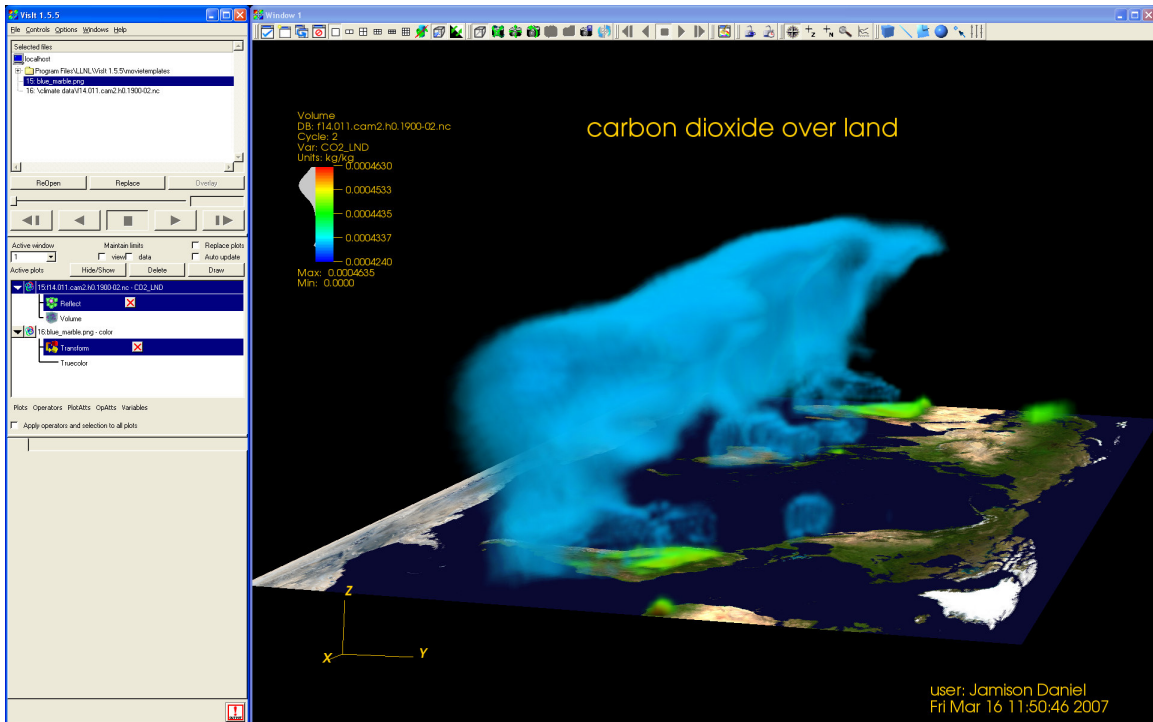 VisIt 1.5.5
File Controls Options Windows Help
Selected files
localhost
Program Files\LLNL\VisIt 1.5.5\movietemplates
15: blue_marble.png
16: \climate data\f14.011.cam2.h0.1900-02.nc
ReOpen Replace Overlay
Active window Maintain limits Replace plots
1 view data Auto update
Active plots Hide/Show Delete Draw
15:f14.011.cam2.h0.1900-02.nc - CO2_LND
Reflect
Volume
16:blue_marble.png - color
Transform
Truecolor
Plots Operators PlotAtts OpAtts Variables
Apply operators and selection to all plots
Window 1
Volume
DB: f14.011.cam2.h0.1900-02.nc
Cycle: 2
Var: CO2_LND
Units: kg/kg
0.0004630
0.0004533
0.0004435
0.0004337
0.0004240
Max: 0.0004635
Min: 0.0000
carbon dioxide over land
Z
X
Y
user: Jamison Daniel
Fri Mar 16 11:50:46 2007